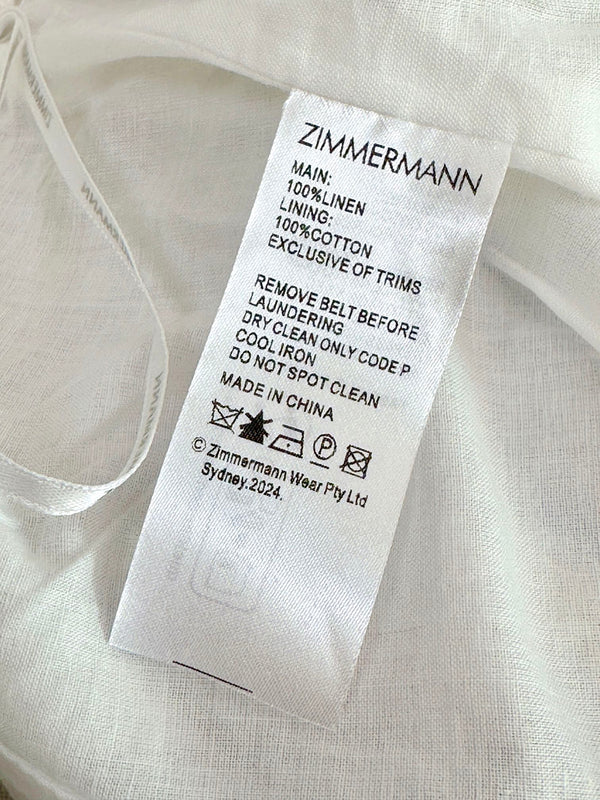 ZIMMERMANN
MAIN:
100%LINEN
LINING:
100%COTTON
EXCLUSIVE OF TRIMS
REMOVE BELT BEFORE
LAUNDERING
DRY CLEAN ONLY CODE P
COOL IRON
DO NOT SPOT CLEAN
MADE IN CHINA
P
© Zimmermann Wear Pty Ltd
Sydney.2024.